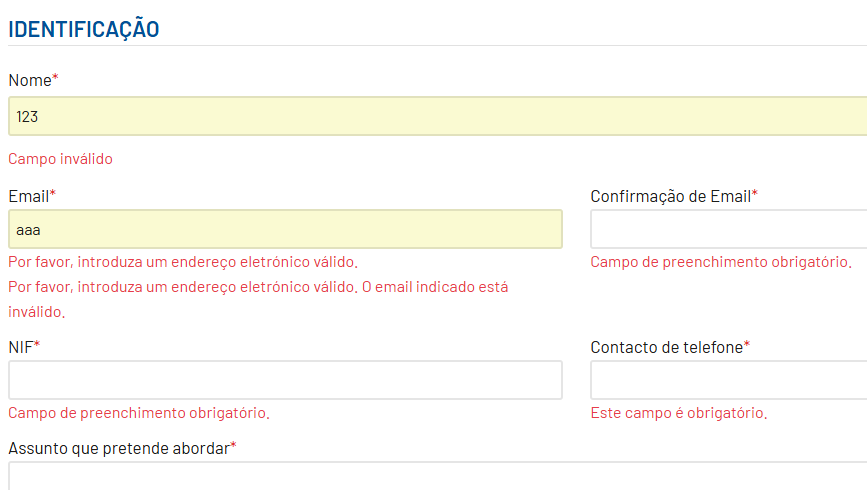 IDENTIFICAÇÃO
Nome*
123
Campo inválido
Email*
Confirmação de Email*
aaa
Por favor, introduza um endereço eletrónico válido.
Campo de preenchimento obrigatório.
Por favor, introduza um endereço eletrónico válido. O email indicado está
inválido.
NIF*
Contacto de telefone*
Campo de preenchimento obrigatório.
Este campo é obrigatório.
Assunto que pretende abordar*